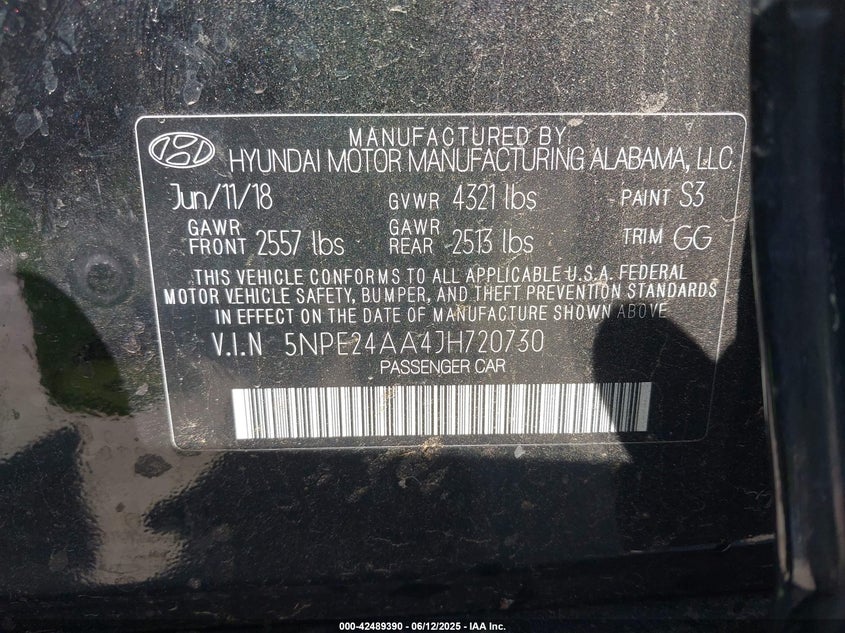 MANUFACTURED BY
HYUNDAI MOTOR MANUFACTURING ALABAMA, LLC
Jun/11/18 GVWR 4321 lbs PAINT S3
GAWR FRONT 2557 lbs GAWR REAR 2513 lbs TRIM GG
THIS VEHICLE CONFORMS TO ALL APPLICABLE U.S.A. FEDERAL
MOTOR VEHICLE SAFETY, BUMPER, AND THEFT PREVENTION STANDARDS
IN EFFECT ON THE DATE OF MANUFACTURE SHOWN ABOVE
V.I.N 5NPE24AA4JH720730
PASSENGER CAR
000-42489390 - 06/12/2025 - IAA Inc.